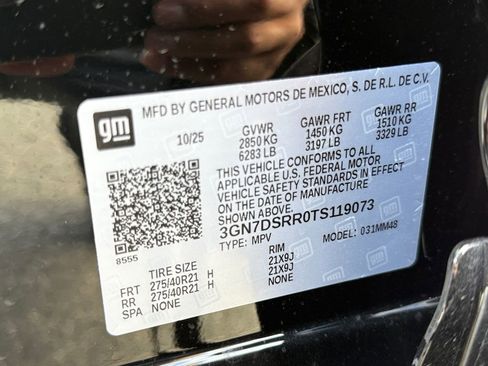 gm
MFD BY GENERAL MOTORS DE MEXICO, S. DE R.L. DE C.V.
10/25 GVWR GAWR FRT GAWR RR
2850 KG 1450 KG 1510 KG
6283 LB 3197 LB 3329 LB
THIS VEHICLE CONFORMS TO ALL
APPLICABLE U.S. FEDERAL MOTOR
VEHICLE SAFETY STANDARDS IN EFFECT
ON THE DATE OF MANUFACTURE
SHOWN ABOVE.
3GN7DSRR0TS119073
TYPE: MPV MODEL: 031MM48
8555
TIRE SIZE RIM
FRT 275/40R21 H 21X9J
RR 275/40R21 H 21X9J
SPA NONE NONE